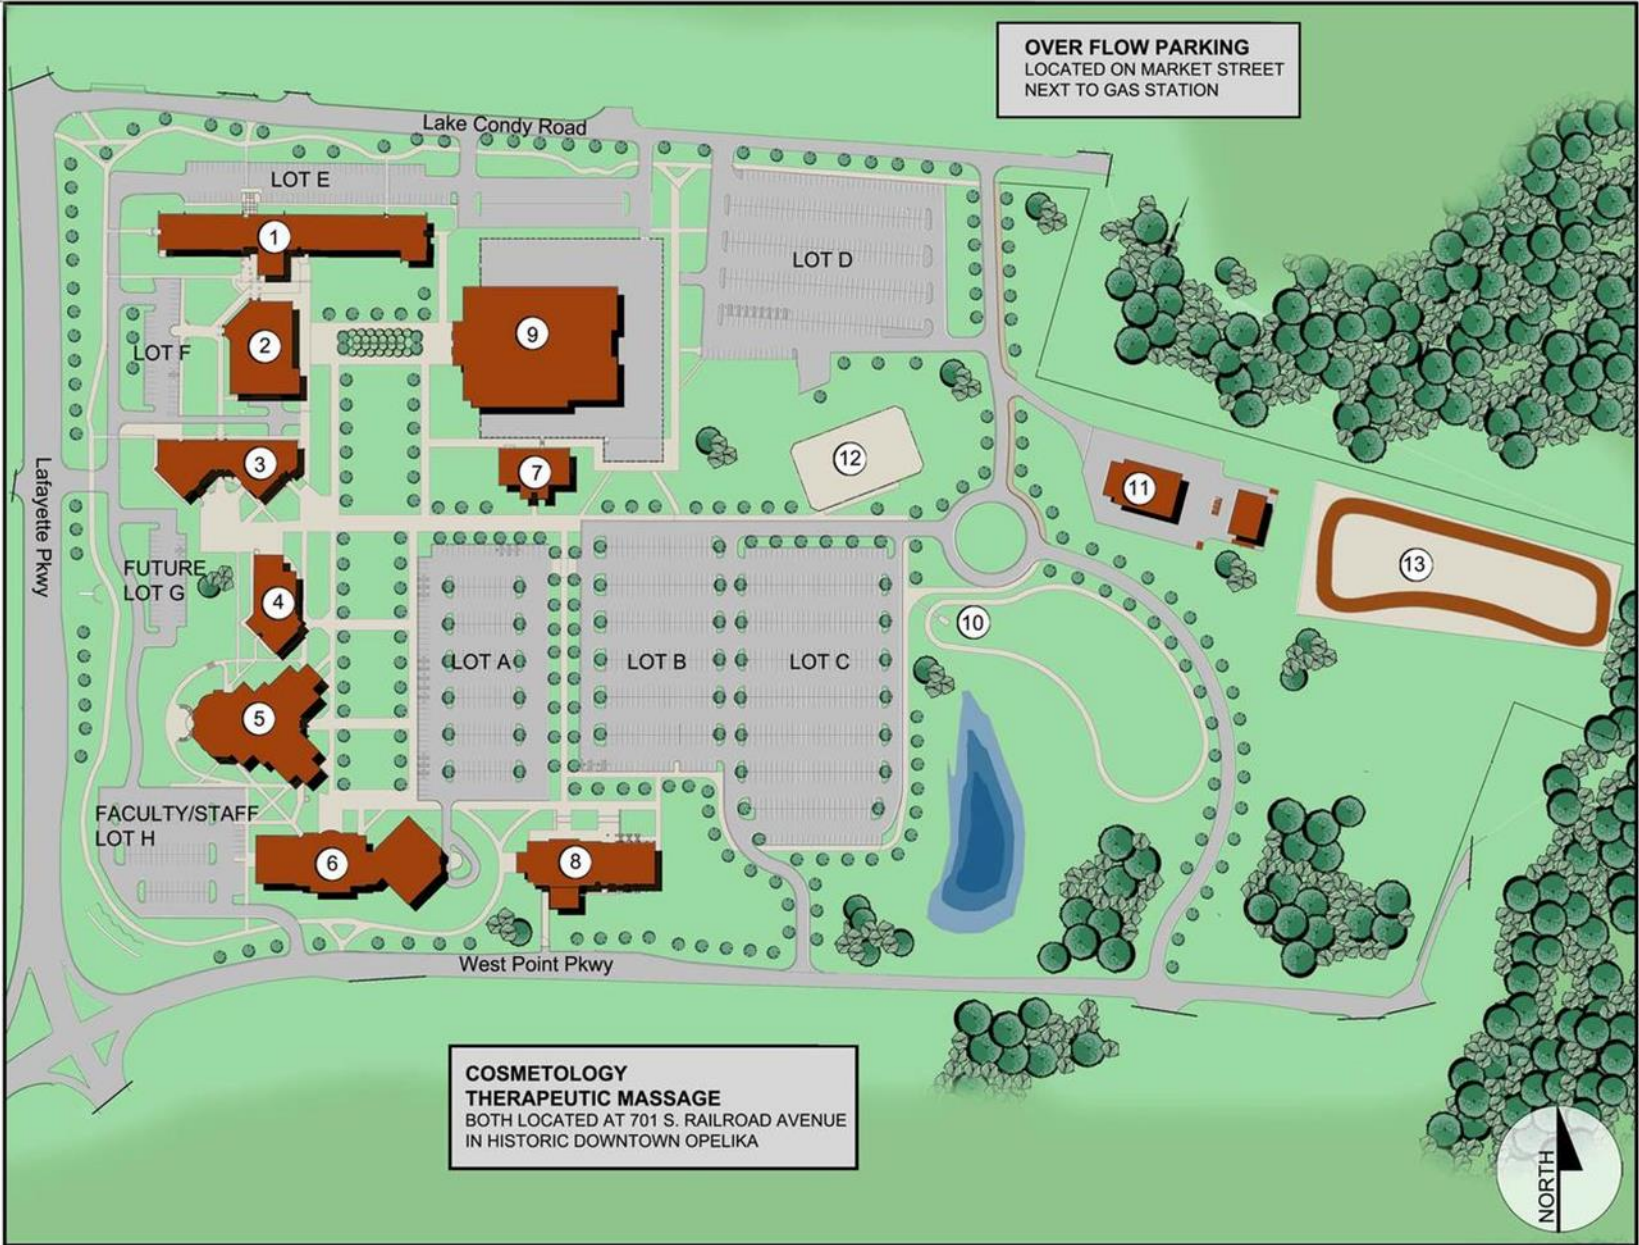 OVER FLOW PARKING
LOCATED ON MARKET STREET
NEXT TO GAS STATION
Lake Condy Road
LOT E
1
LOT D
9
2
LOT F
12
3
7
11
Lafayette Pkwy
13
FUTURE
LOT G
4
10
LOT A
LOT B
LOT C
5
FACULTY/STAFF
LOT H
6
8
West Point Pkwy
COSMETOLOGY
THERAPEUTIC MASSAGE
BOTH LOCATED AT 701 S. RAILROAD AVENUE
IN HISTORIC DOWNTOWN OPELIKA
NORTH